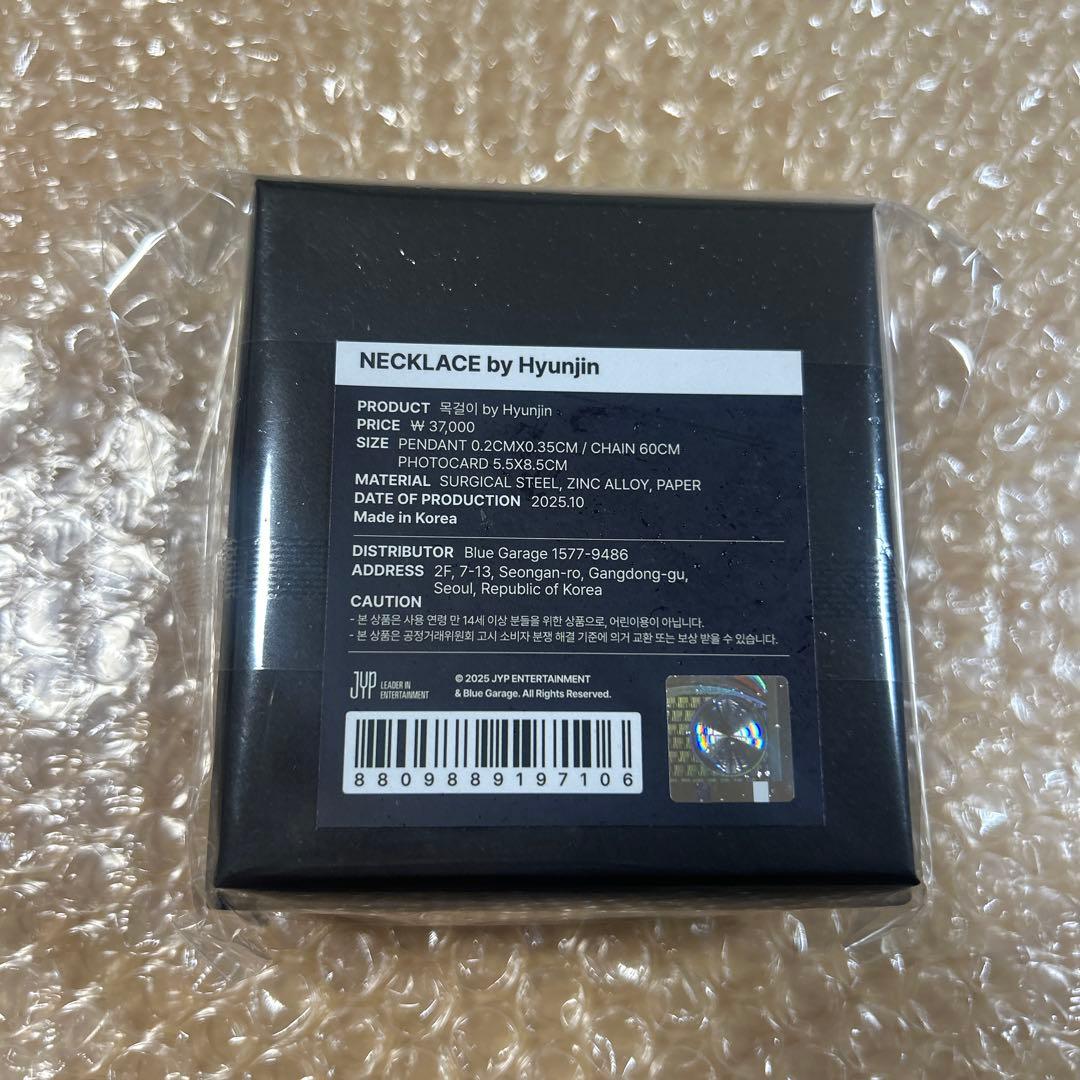 NECKLACE by Hyunjin
PRODUCT 목걸이 by Hyunjin
PRICE ₩ 37,000
SIZE PENDANT 0.2CMX0.35CM / CHAIN 60CM
PHOTOCARD 5.5X8.5CM
MATERIAL SURGICAL STEEL, ZINC ALLOY, PAPER
DATE OF PRODUCTION 2025.10
Made in Korea
DISTRIBUTOR Blue Garage 1577-9486
ADDRESS 2F, 7-13, Seongan-ro, Gangdong-gu,
Seoul, Republic of Korea
CAUTION
- 본 상품은 사용 연령 만 14세 이상 분들을 위한 상품으로, 어린이용이 아닙니다.
- 본 상품은 공정거래위원회 고시 소비자 분쟁 해결 기준에 의거 교환 또는 보상 받을 수 있습니다.
JYP LEADER IN
ENTERTAINMENT
© 2025 JYP ENTERTAINMENT
& Blue Garage. All Rights Reserved.
8809889197106